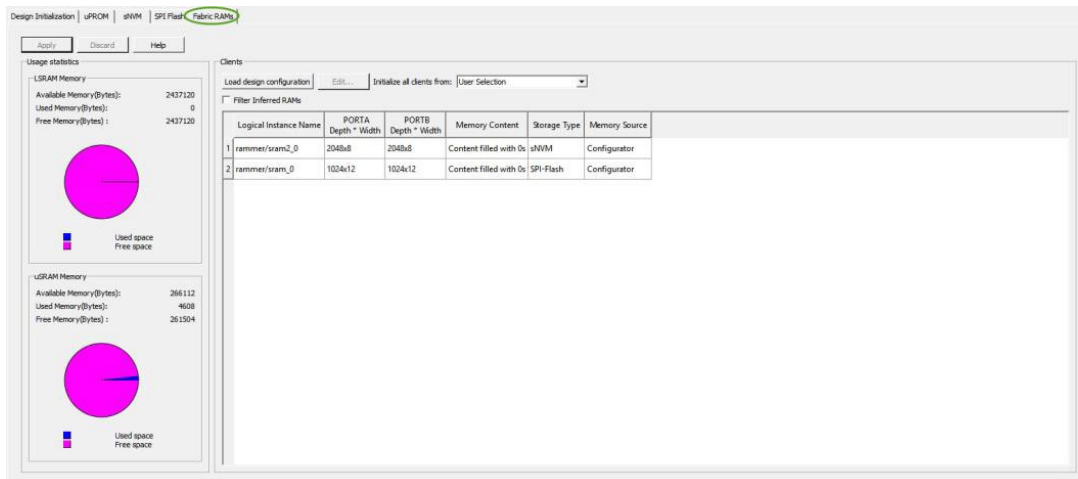 Design Initialization | uPROM | sNVM | SPI Flash | Fabric RAMs
Apply Discard Help
Usage statistics
LSRAM Memory
Available Memory(Bytes): 2437120
Used Memory(Bytes): 0
Free Memory(Bytes) : 2437120
Used space
Free space
uSRAM Memory
Available Memory(Bytes): 266112
Used Memory(Bytes): 4608
Free Memory(Bytes) : 261504
Used space
Free space
Clients
Load design configuration Edit... Initialize all clients from: User Selection
Filter Inferred RAMs
Logical Instance Name PORTA Depth * Width PORTB Depth * Width Memory Content Storage Type Memory Source
1 rammer/sram2_0 2048x8 2048x8 Content filled with 0s sNVM Configurator
2 rammer/sram_0 1024x12 1024x12 Content filled with 0s SPI-Flash Configurator